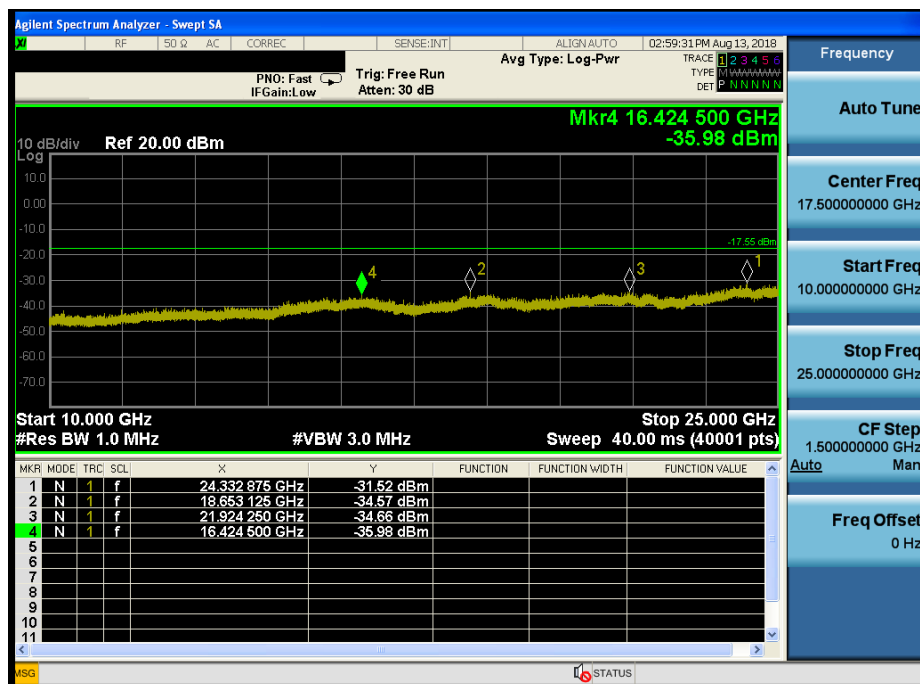 Agilent Spectrum Analyzer - Swept SA
XI RF 50 Ω AC CORREC SENSE:INT ALIGN AUTO 02:59:31 PM Aug 13, 2018
Avg Type: Log-Pwr TRACE 1 2 3 4 5 6
PNO: Fast Trig: Free Run TYPE M WWWWW
IFGain:Low Atten: 30 dB DET P N N N N N
Mkr4 16.424 500 GHz
-35.98 dBm
10 dB/div Ref 20.00 dBm
Log
10.0
0.00
-10.0
-17.55 dBm
-20.0
1
2
3
4
-30.0
-40.0
-50.0
-60.0
-70.0
Start 10.000 GHz Stop 25.000 GHz
#Res BW 1.0 MHz #VBW 3.0 MHz Sweep 40.00 ms (40001 pts)
MKR MODE TRC SCL X Y FUNCTION FUNCTION WIDTH FUNCTION VALUE
1 N 1 f 24.332 875 GHz -31.52 dBm
2 N 1 f 18.653 125 GHz -34.57 dBm
3 N 1 f 21.924 250 GHz -34.66 dBm
4 N 1 f 16.424 500 GHz -35.98 dBm
5
6
7
8
9
10
11
MSG STATUS
Frequency
Auto Tune
Center Freq
17.500000000 GHz
Start Freq
10.000000000 GHz
Stop Freq
25.000000000 GHz
CF Step
1.500000000 GHz
Auto Man
Freq Offset
0 Hz